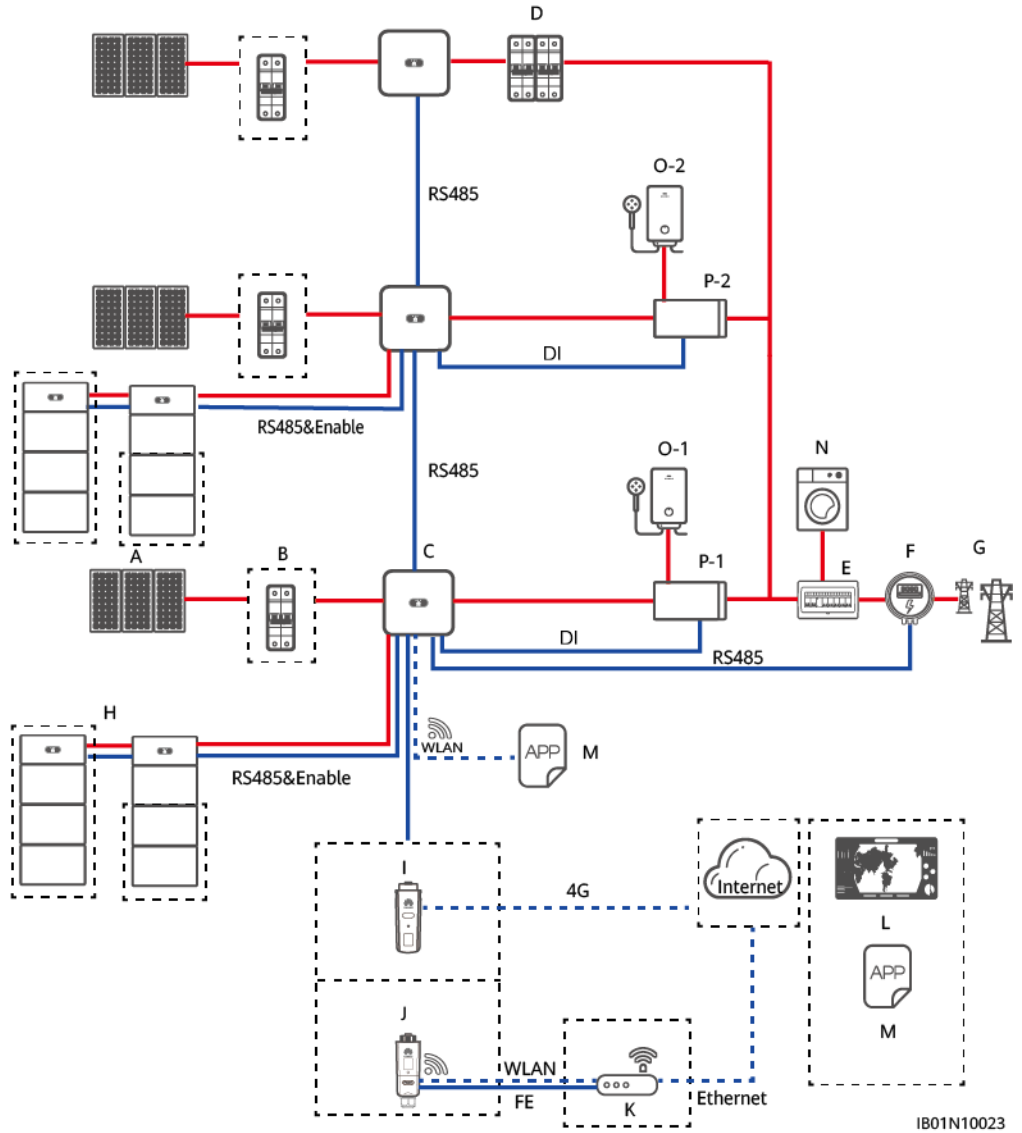 D
RS485
O-2
P-2
DI
RS485&Enable
RS485
O-1
N
A
B
C
P-1
E
F
G
DI
RS485
H
WLAN
APP
M
RS485&Enable
I
4G
Internet
L
APP
M
J
WLAN
FE
K
Ethernet
IB01N10023